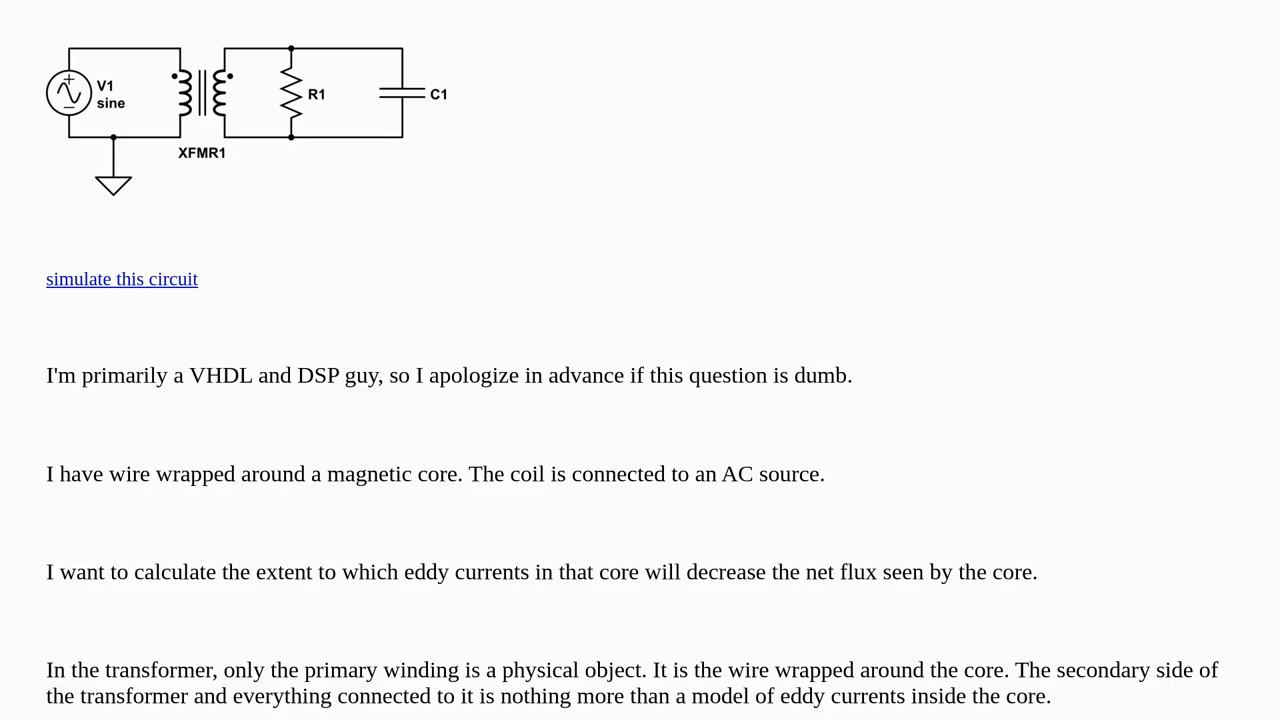 V1
sine
R1
C1
XFMR1
simulate this circuit
I'm primarily a VHDL and DSP guy, so I apologize in advance if this question is dumb.
I have wire wrapped around a magnetic core. The coil is connected to an AC source.
I want to calculate the extent to which eddy currents in that core will decrease the net flux seen by the core.
In the transformer, only the primary winding is a physical object. It is the wire wrapped around the core. The secondary side of
the transformer and everything connected to it is nothing more than a model of eddy currents inside the core.